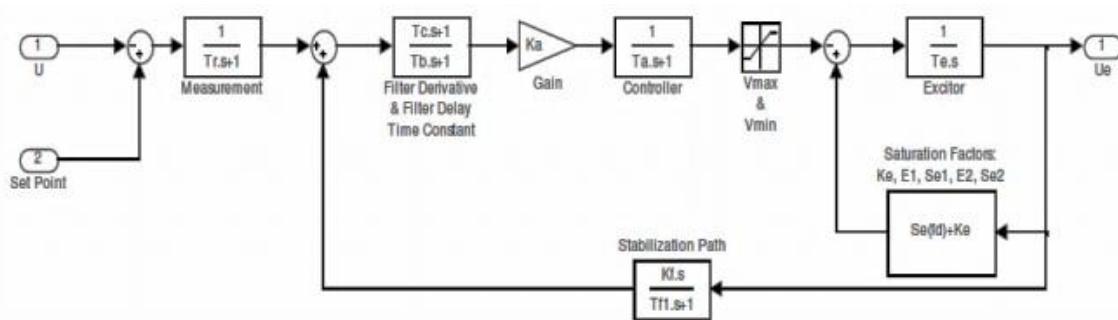 1
U
2
Set Point
1
Tr.s+1
Measurement
Tc.s+1
Tb.s+1
Filter Derivative
& Filter Delay
Time Constant
Ka
Gain
1
Ta.s+1
Controller
Vmax
&
Vmin
1
Te.s
Excitor
1
Ue
Saturation Factors:
Ke, E1, Se1, E2, Se2
Se(fd)+Ke
Stabilization Path
Kf.s
Tf1.s+1